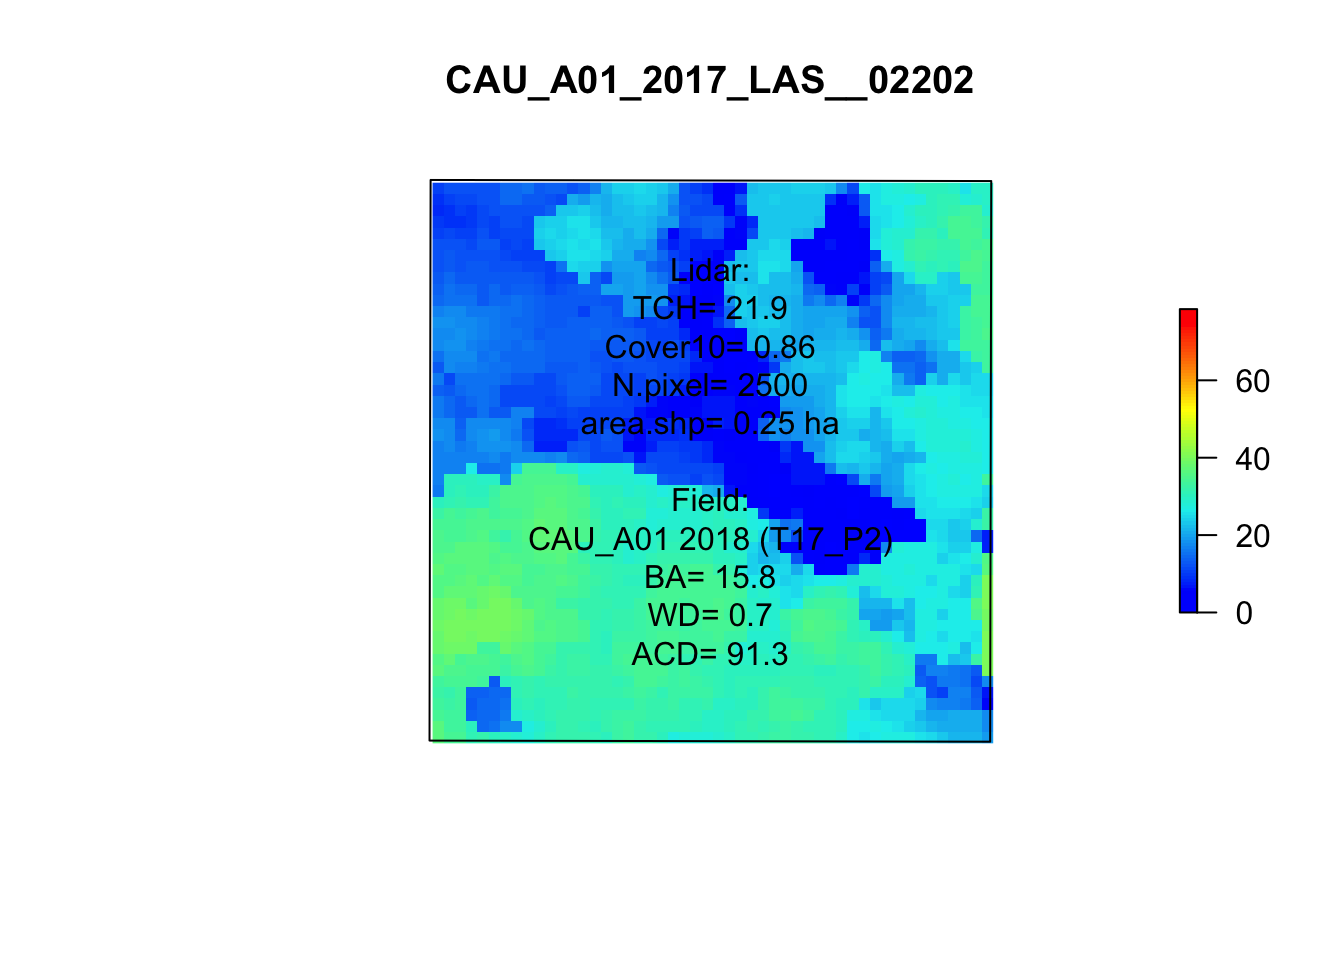 CAU_A01_2017_LAS__02202
Lidar:
TCH= 21.9
Cover10= 0.86
N.pixel= 2500
area.shp= 0.25 ha
Field:
CAU_A01 2018 (T17_P2)
BA= 15.8
WD= 0.7
ACD= 91.3
60
40
20
0